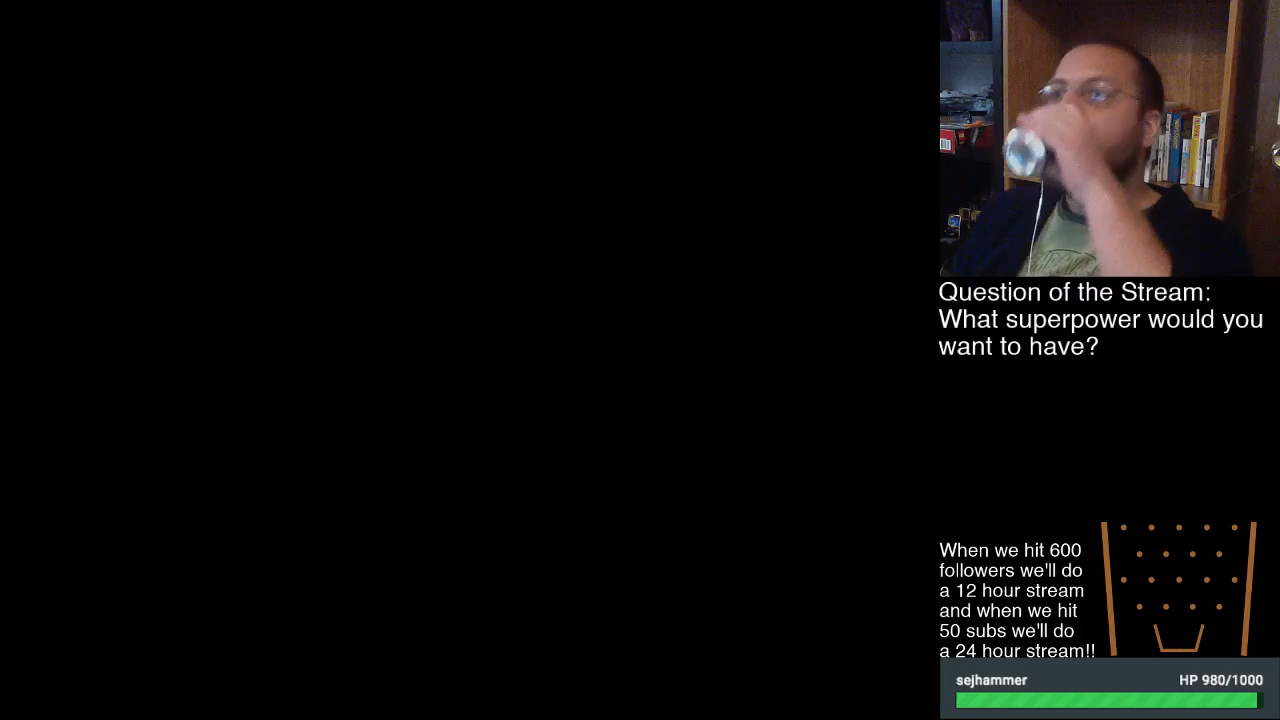 Question of the Stream:
What superpower would you
want to have?
When we hit 600
followers we'll do
a 12 hour stream
and when we hit
50 subs we'll do
a 24 hour stream!!
sejhammer HP 980/1000